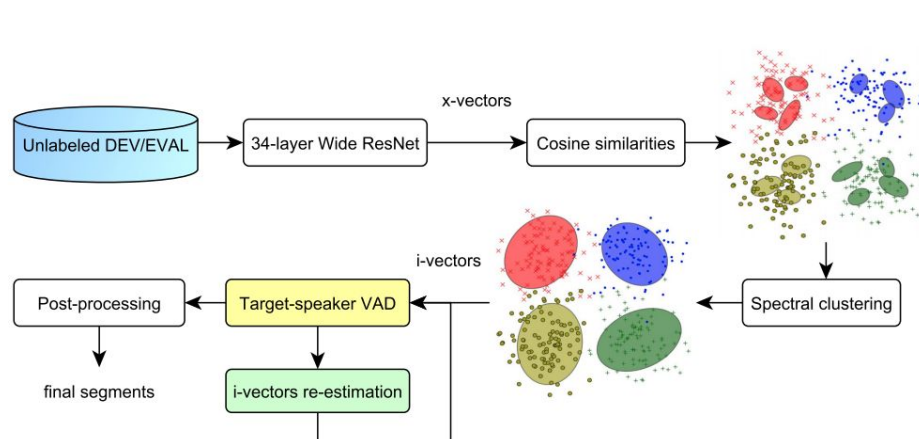 x-vectors
Unlabeled DEV/EVAL
34-layer Wide ResNet
Cosine similarities
i-vectors
Post-processing
Target-speaker VAD
Spectral clustering
final segments
i-vectors re-estimation